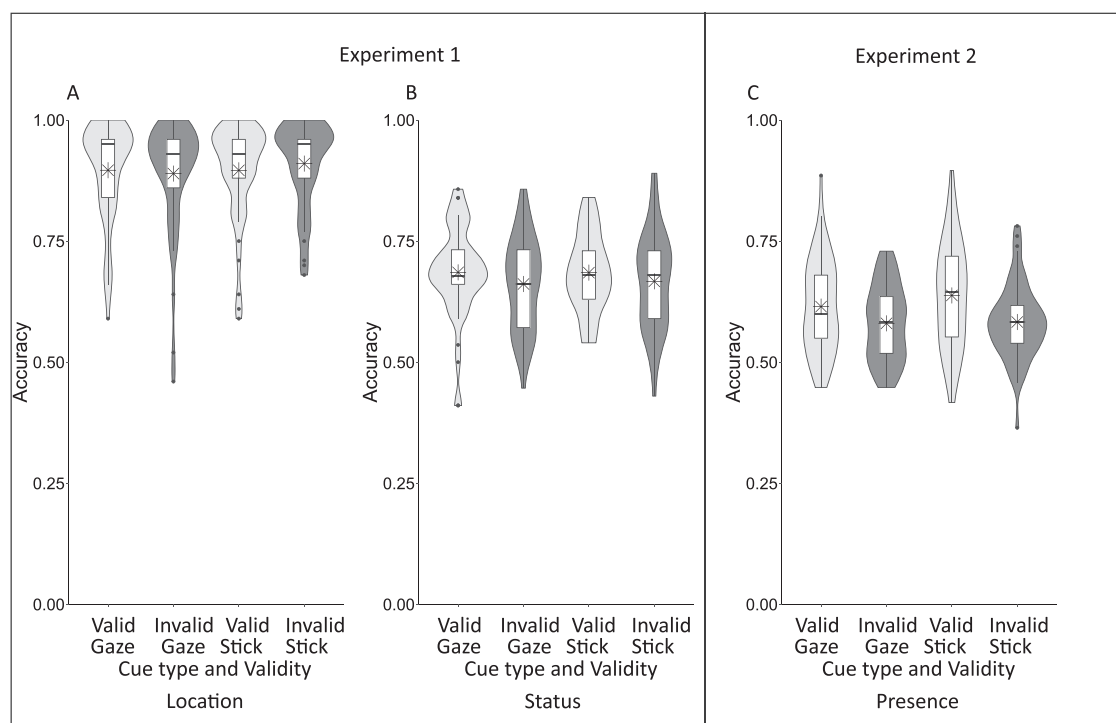 Experiment 1
Experiment 2
A
B
C
1.00
0.75
0.50
0.25
0.00
Accuracy
Valid Gaze
Invalid Gaze
Valid Stick
Invalid Stick
Cue type and Validity
Location
1.00
0.75
0.50
0.25
0.00
Accuracy
Valid Gaze
Invalid Gaze
Valid Stick
Invalid Stick
Cue type and Validity
Status
1.00
0.75
0.50
0.25
0.00
Accuracy
Valid Gaze
Invalid Gaze
Valid Stick
Invalid Stick
Cue type and Validity
Presence